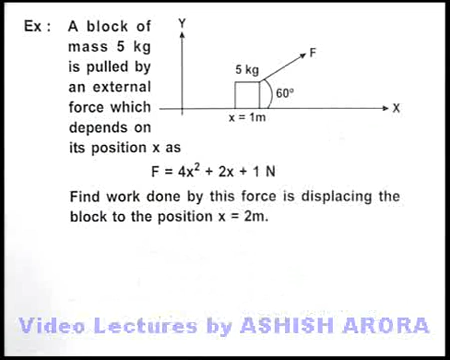 Ex : A block of
mass 5 kg
is pulled by
an external
force which
depends on
its position x as
Y
F
5 kg
60°
X
x = 1m
F = 4x² + 2x + 1 N
Find work done by this force is displacing the
block to the position x = 2m.
Video Lectures by ASHISH ARORA